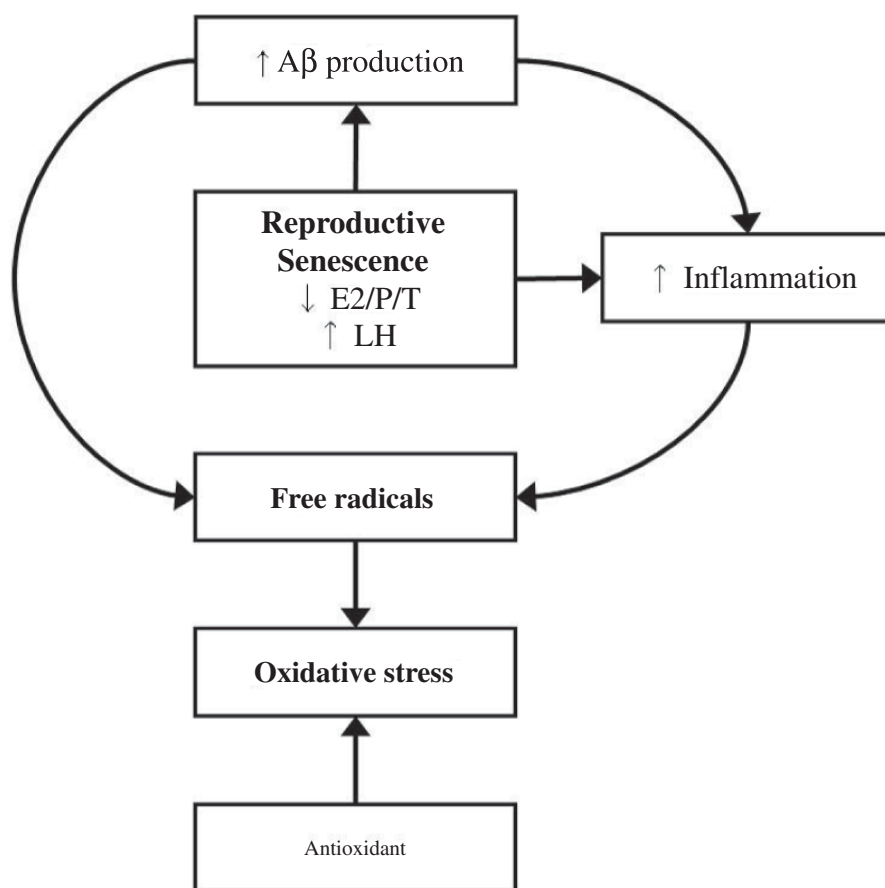 ↑ Aβ production
Reproductive
Senescence
↓ E2/P/T
↑ LH
↑ Inflammation
Free radicals
Oxidative stress
Antioxidant